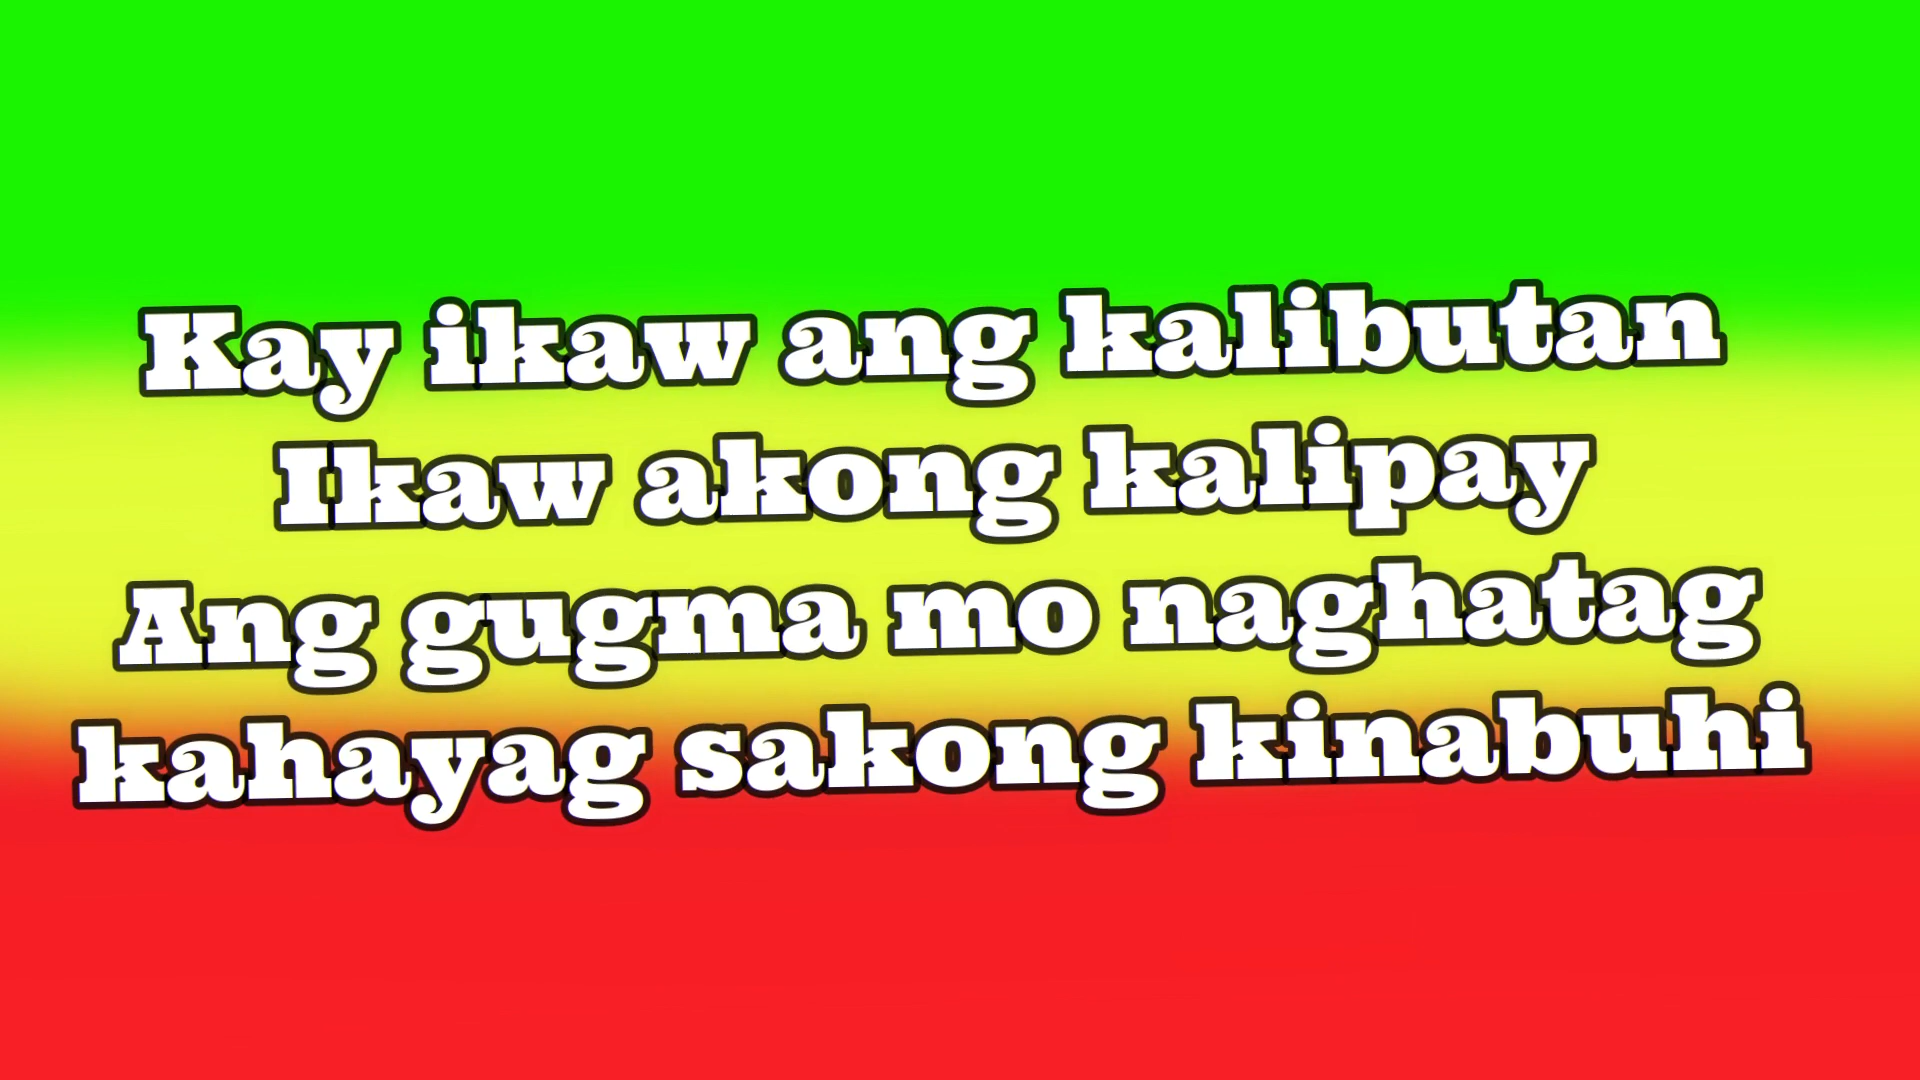 Kay ikaw ang kalibutan
Ikaw akong kalipay
Ang gugma mo naghatag
kahayag sakong kinabuhi